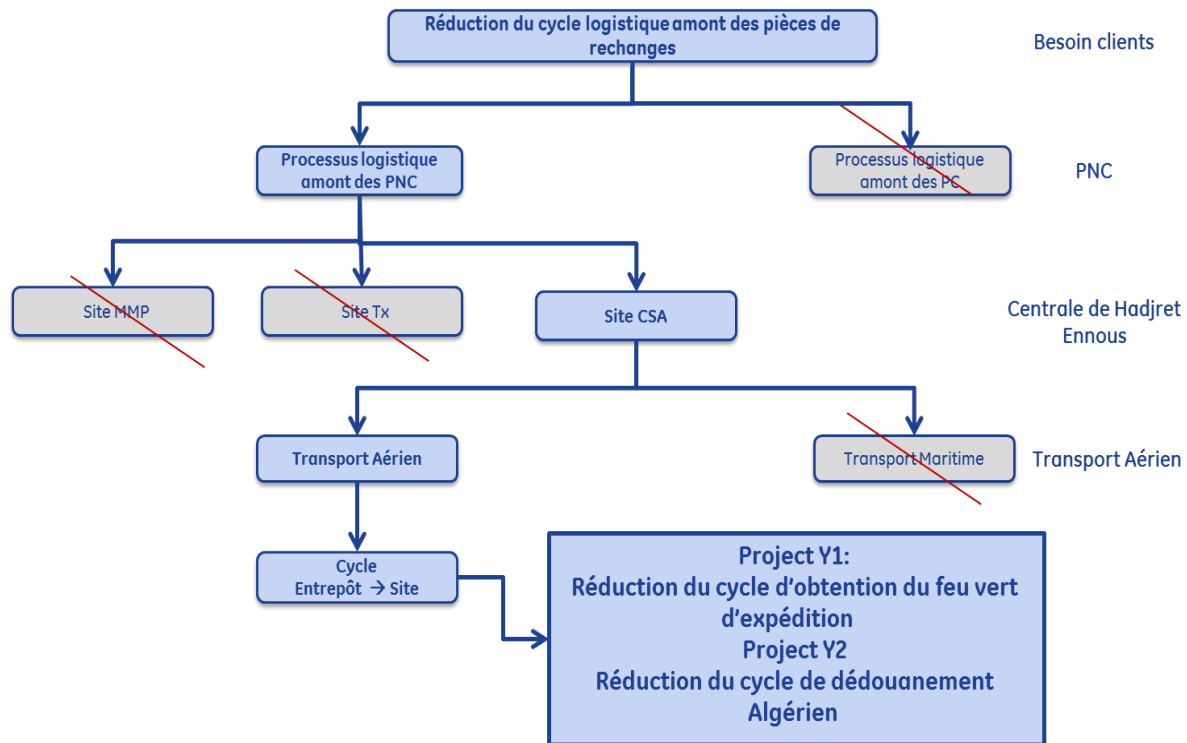 Réduction du cycle logistique amont des pièces de
rechanges
Besoin clients
Processus logistique
amont des PNC
Processus logistique
amont des PC
PNC
Site MMP
Site Tx
Site CSA
Centrale de Hadjret
Ennous
Transport Aérien
Transport Maritime
Transport Aérien
Cycle
Entrepôt → Site
Project Y1:
Réduction du cycle d'obtention du feu vert
d'expédition
Project Y2
Réduction du cycle de dédouanement
Algérien